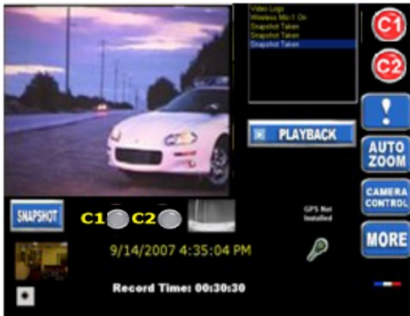 Video Logs
Wireless Mic:1 On
Snapshot Taken
Snapshot Taken
Snapshot Taken
C1
C2
!
PLAYBACK
AUTO
ZOOM
SNAPSHOT
C1 C2
GPS Not
Installed
CAMERA
CONTROL
9/14/2007 4:35:04 PM
MORE
Record Time: 00:30:30